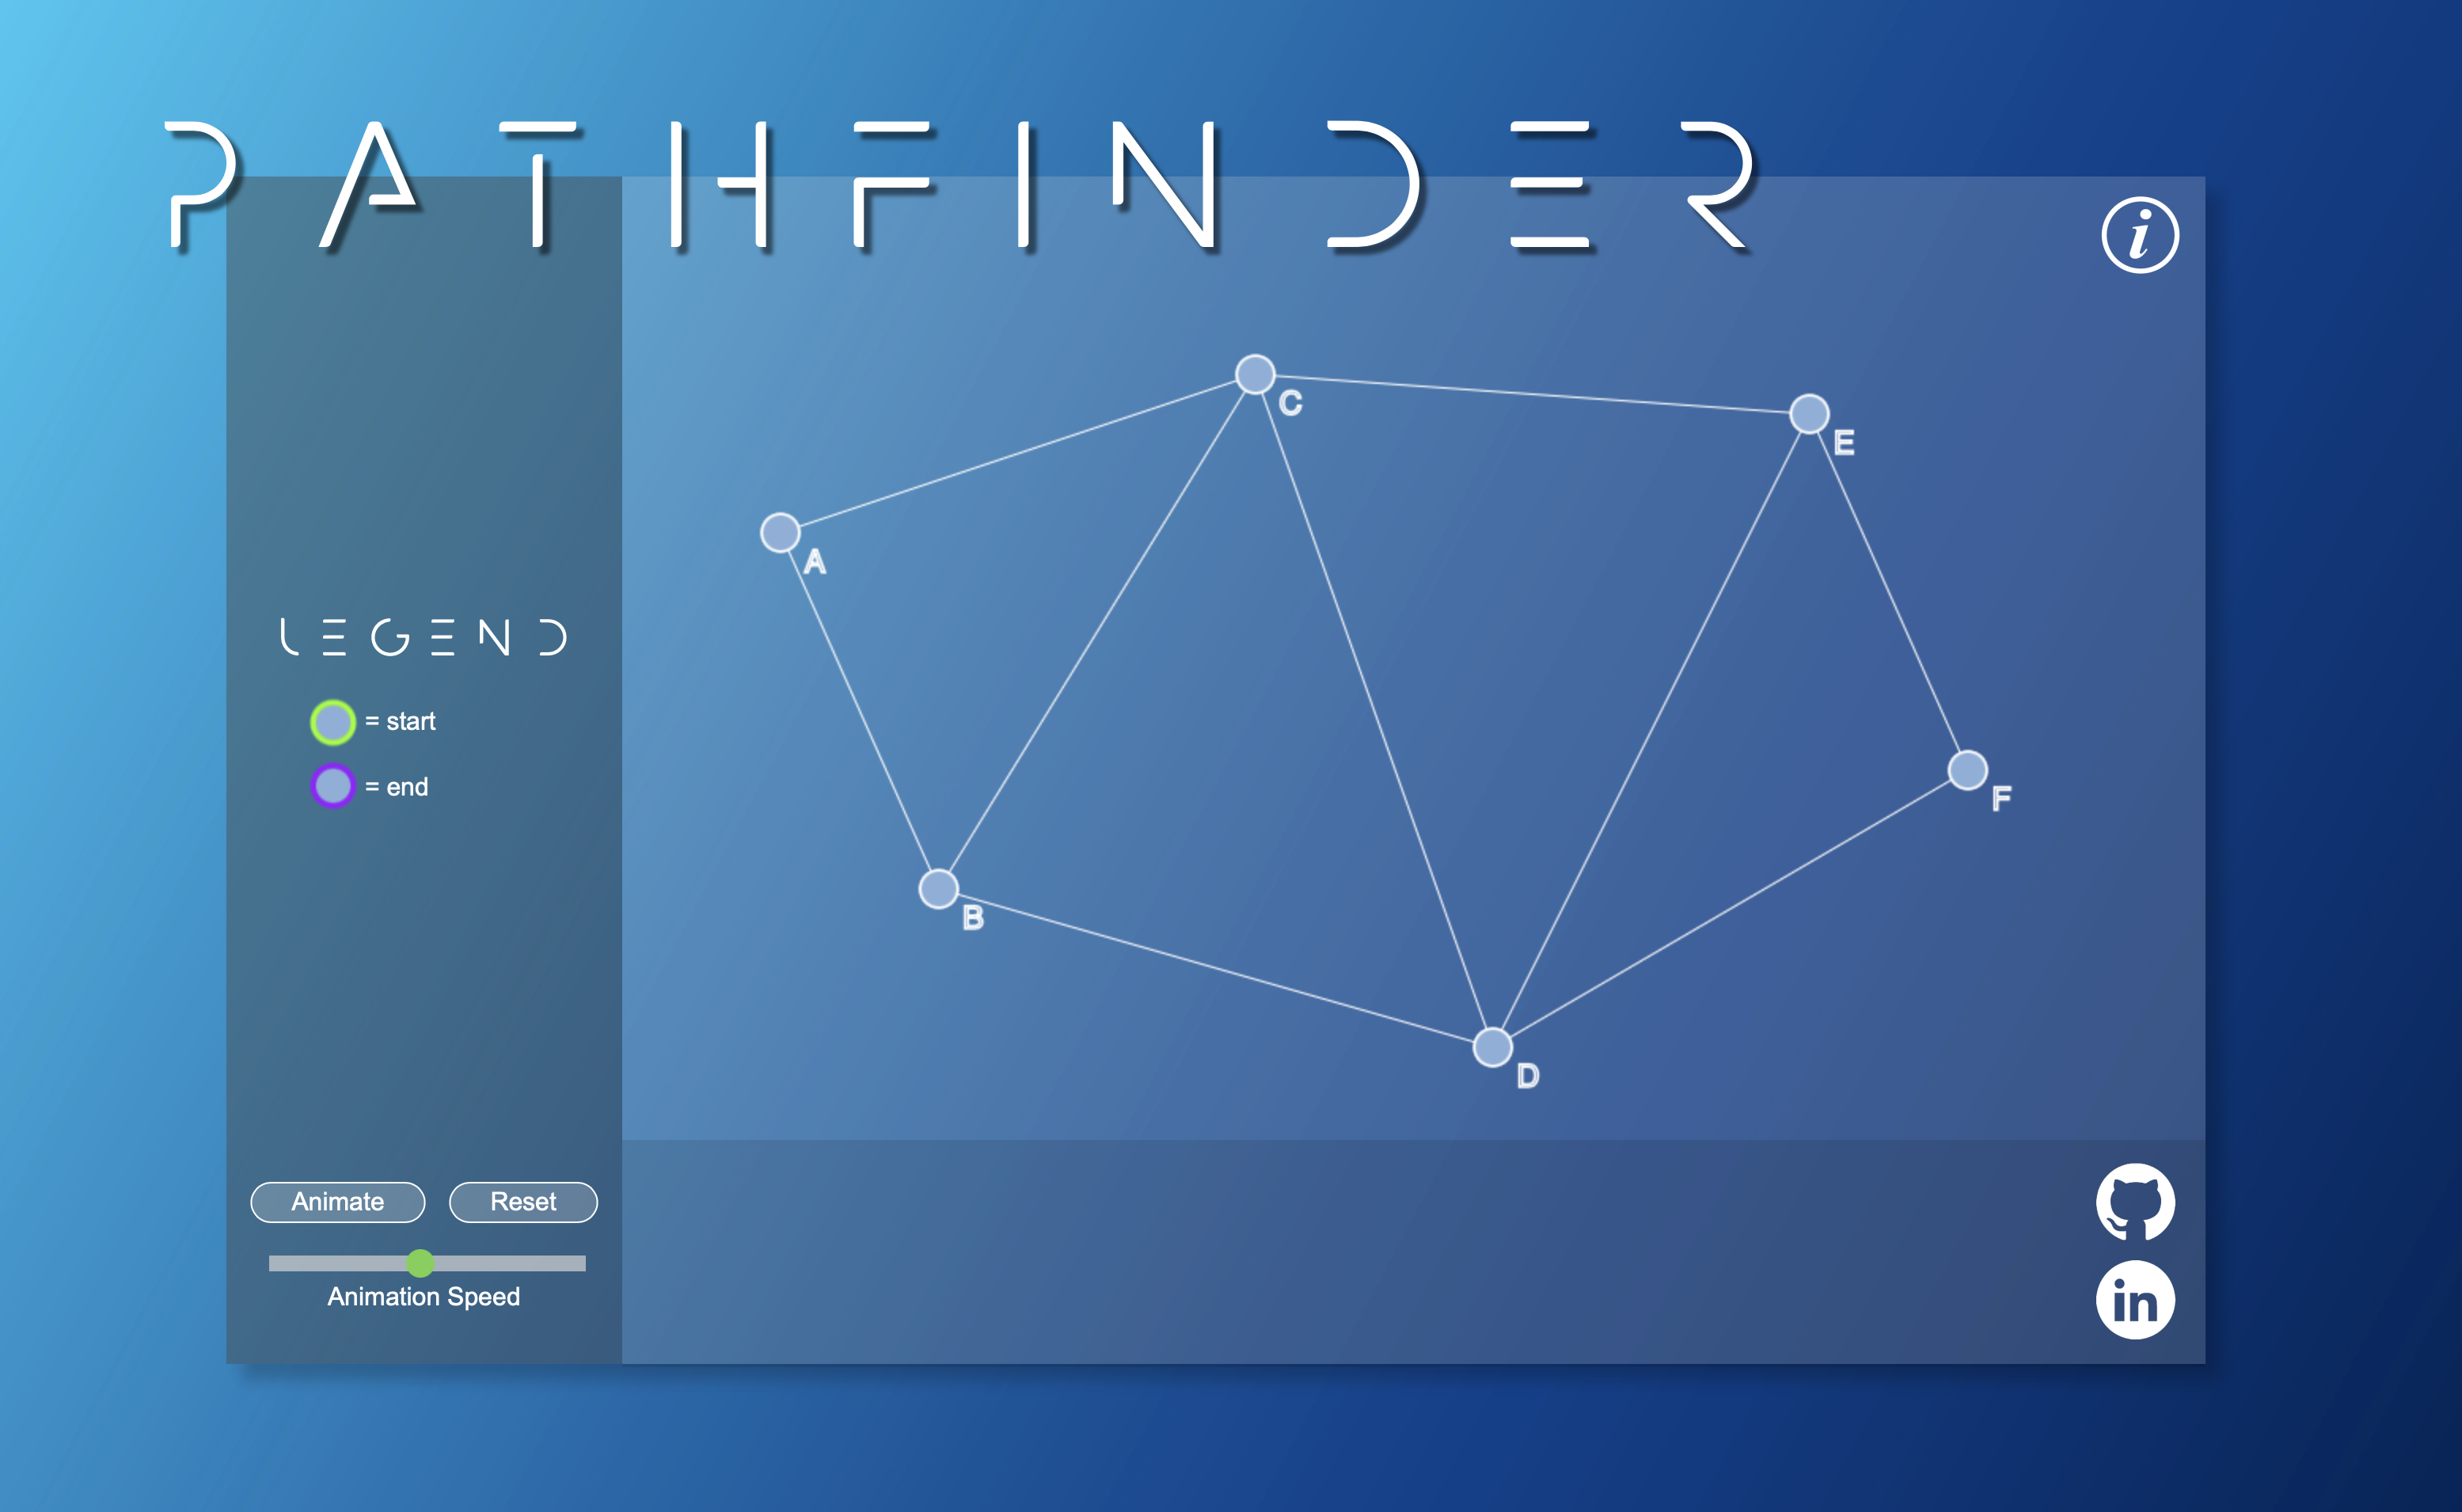 PATHFINDER
i
C
E
A
LEGEND
= start
= end
F
B
D
Animate
Reset
Animation Speed
in